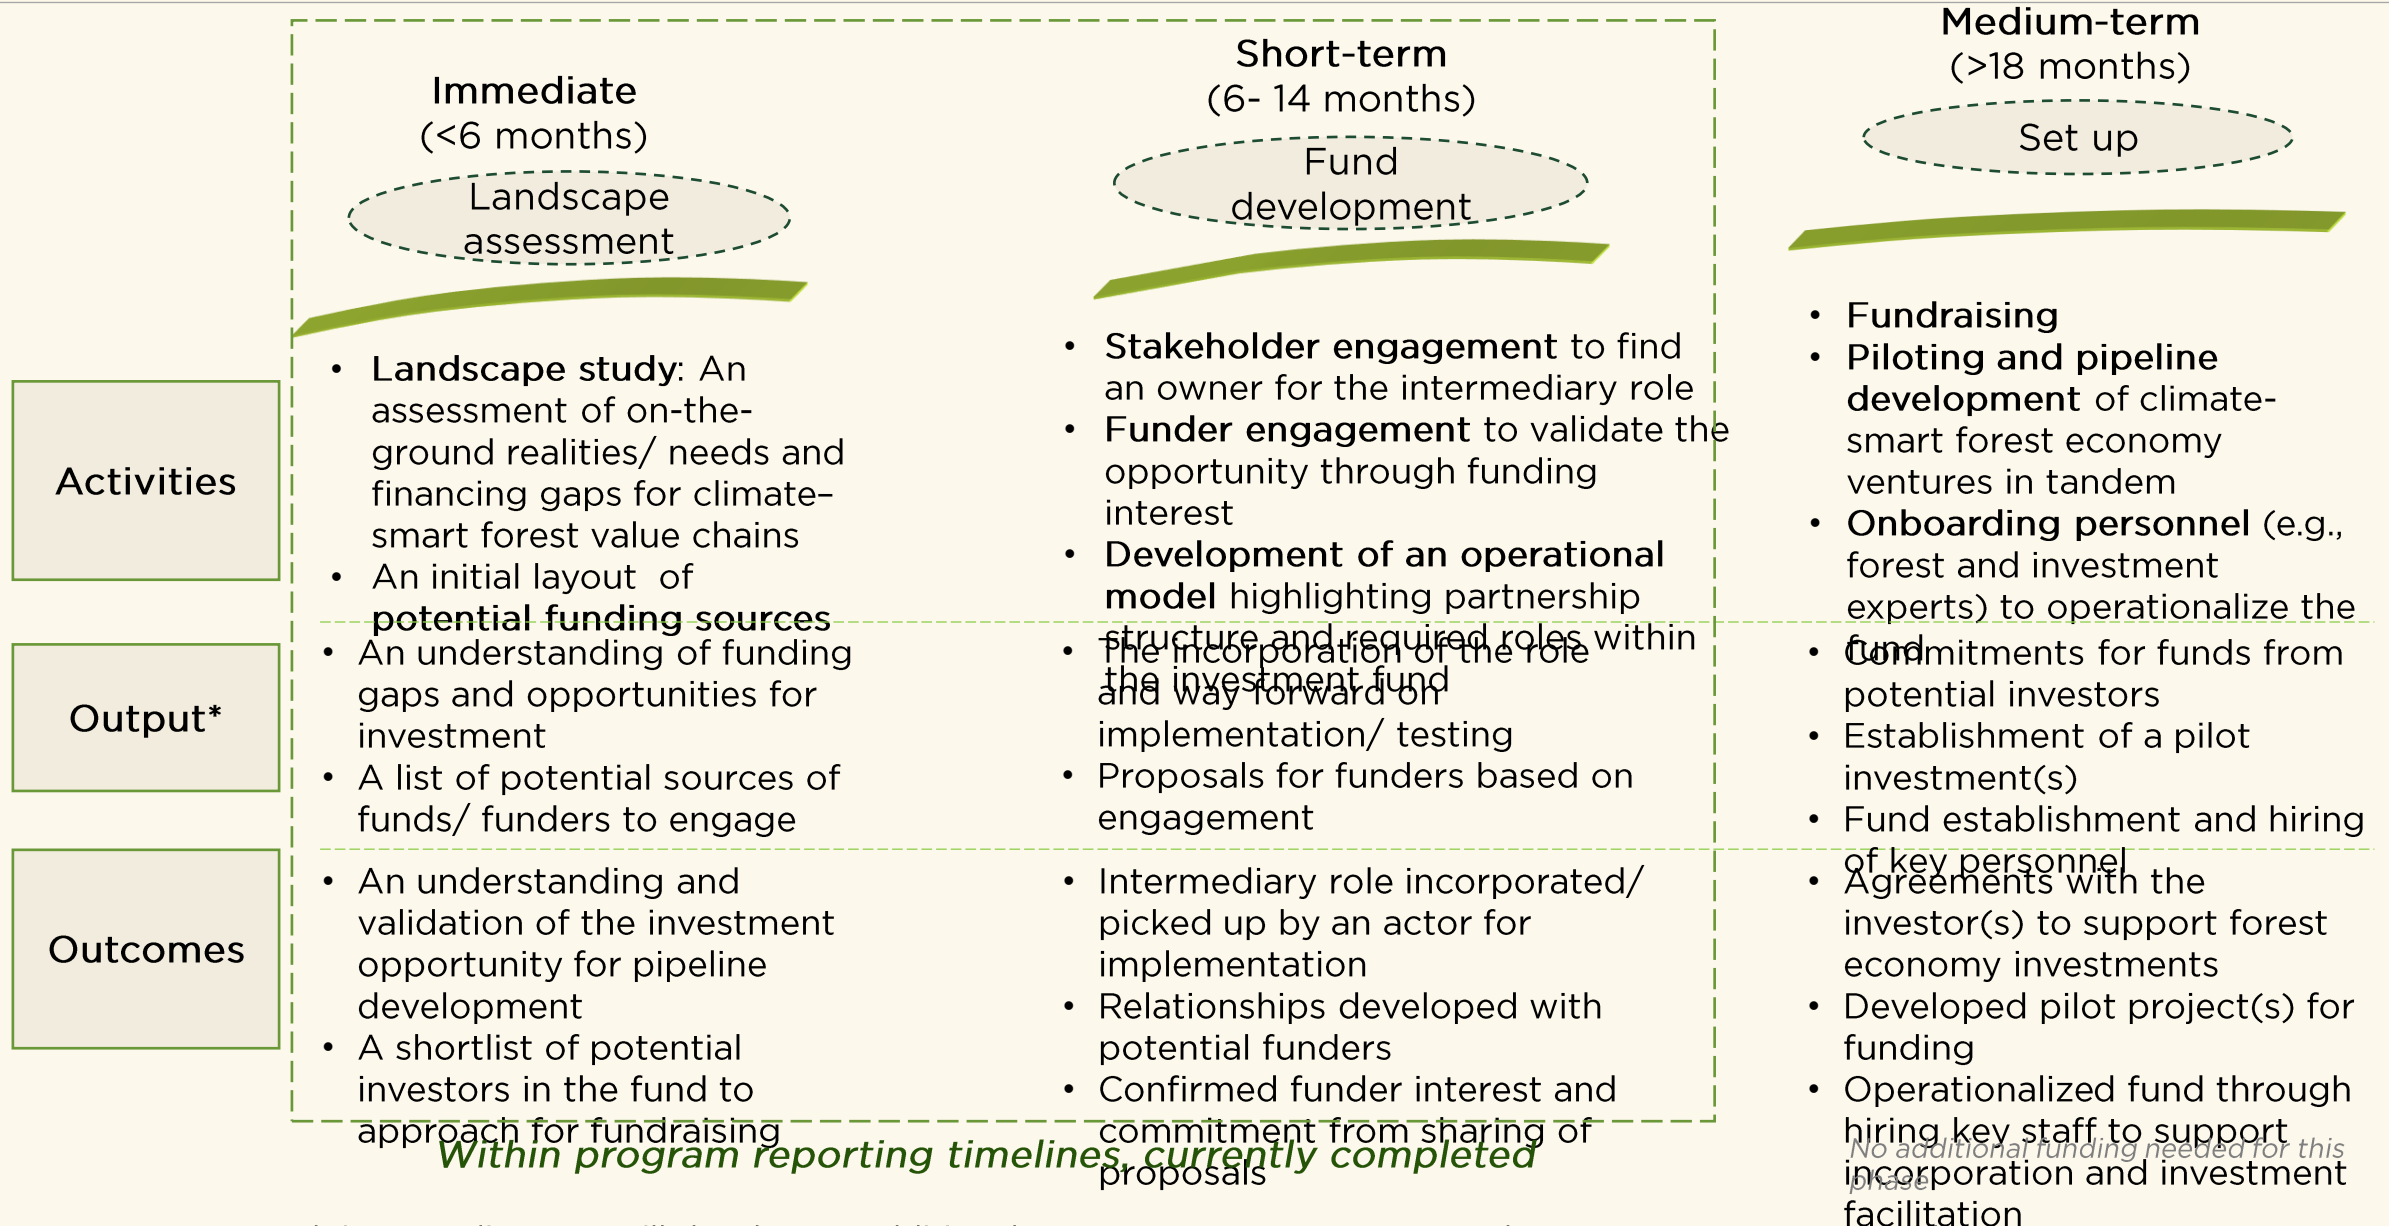 Immediate
(<6 months)
Landscape
assessment
Short-term
(6- 14 months)
Fund
development
Medium-term
(>18 months)
Set up
Activities
• Landscape study: An
assessment of on-the-
ground realities/ needs and
financing gaps for climate–
smart forest value chains
• An initial layout  of
potential funding sources
• Stakeholder engagement to find
an owner for the intermediary role
• Funder engagement to validate the
opportunity through funding
interest
• Development of an operational
model highlighting partnership
structure and required roles within
the investment fund
• Fundraising
• Piloting and pipeline
development of climate-
smart forest economy
ventures in tandem
• Onboarding personnel (e.g.,
forest and investment
experts) to operationalize the
fund
Output*
• An understanding of funding
gaps and opportunities for
investment
• A list of potential sources of
funds/ funders to engage
• The incorporation of the role
and way forward on
implementation/ testing
• Proposals for funders based on
engagement
• Commitments for funds from
potential investors
• Establishment of a pilot
investment(s)
• Fund establishment and hiring
of key personnel
Outcomes
• An understanding and
validation of the investment
opportunity for pipeline
development
• A shortlist of potential
investors in the fund to
approach for fundraising
• Intermediary role incorporated/
picked up by an actor for
implementation
• Relationships developed with
potential funders
• Confirmed funder interest and
commitment from sharing of
proposals
• Agreements with the
investor(s) to support forest
economy investments
• Developed pilot project(s) for
funding
• Operationalized fund through
hiring key staff to support
incorporation and investment
facilitation
Within program reporting timelines, currently completed
No additional funding needed for this
phase